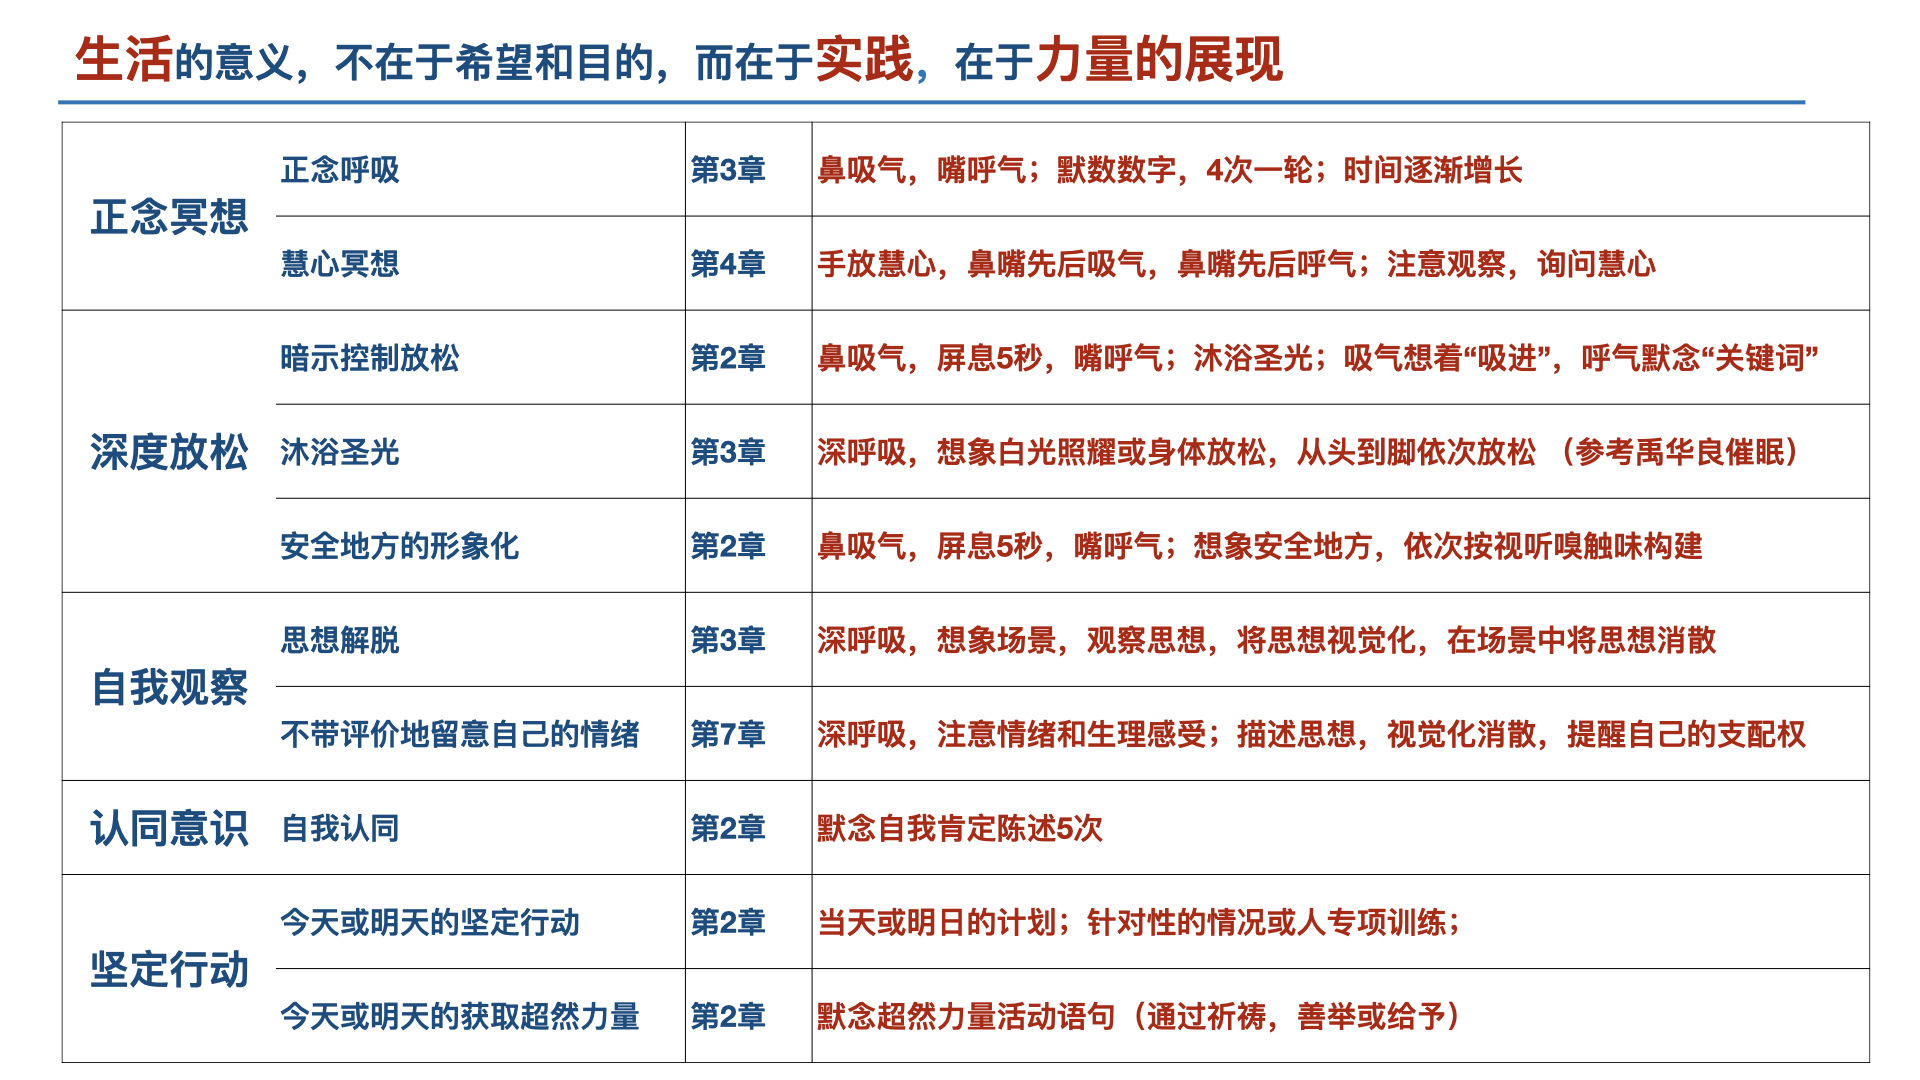 生活的意义，不在于希望和目的，而在于实践，在于力量的展现
正念冥想
正念呼吸 第3章 鼻吸气，嘴呼气；默数数字，4次一轮；时间逐渐增长
慧心冥想 第4章 手放慧心，鼻嘴先后吸气，鼻嘴先后呼气；注意观察，询问慧心
深度放松
暗示控制放松 第2章 鼻吸气，屏息5秒，嘴呼气；沐浴圣光；吸气想着“吸进”，呼气默念“关键词”
沐浴圣光 第3章 深呼吸，想象白光照耀或身体放松，从头到脚依次放松 （参考禹华良催眠）
安全地方的形象化 第2章 鼻吸气，屏息5秒，嘴呼气；想象安全地方，依次按视听嗅触味构建
自我观察
思想解脱 第3章 深呼吸，想象场景，观察思想，将思想视觉化，在场景中将思想消散
不带评价地留意自己的情绪 第7章 深呼吸，注意情绪和生理感受；描述思想，视觉化消散，提醒自己的支配权
认同意识
自我认同 第2章 默念自我肯定陈述5次
坚定行动
今天或明天的坚定行动 第2章 当天或明日的计划；针对性的情况或人专项训练；
今天或明天的获取超然力量 第2章 默念超然力量活动语句（通过祈祷，善举或给予）